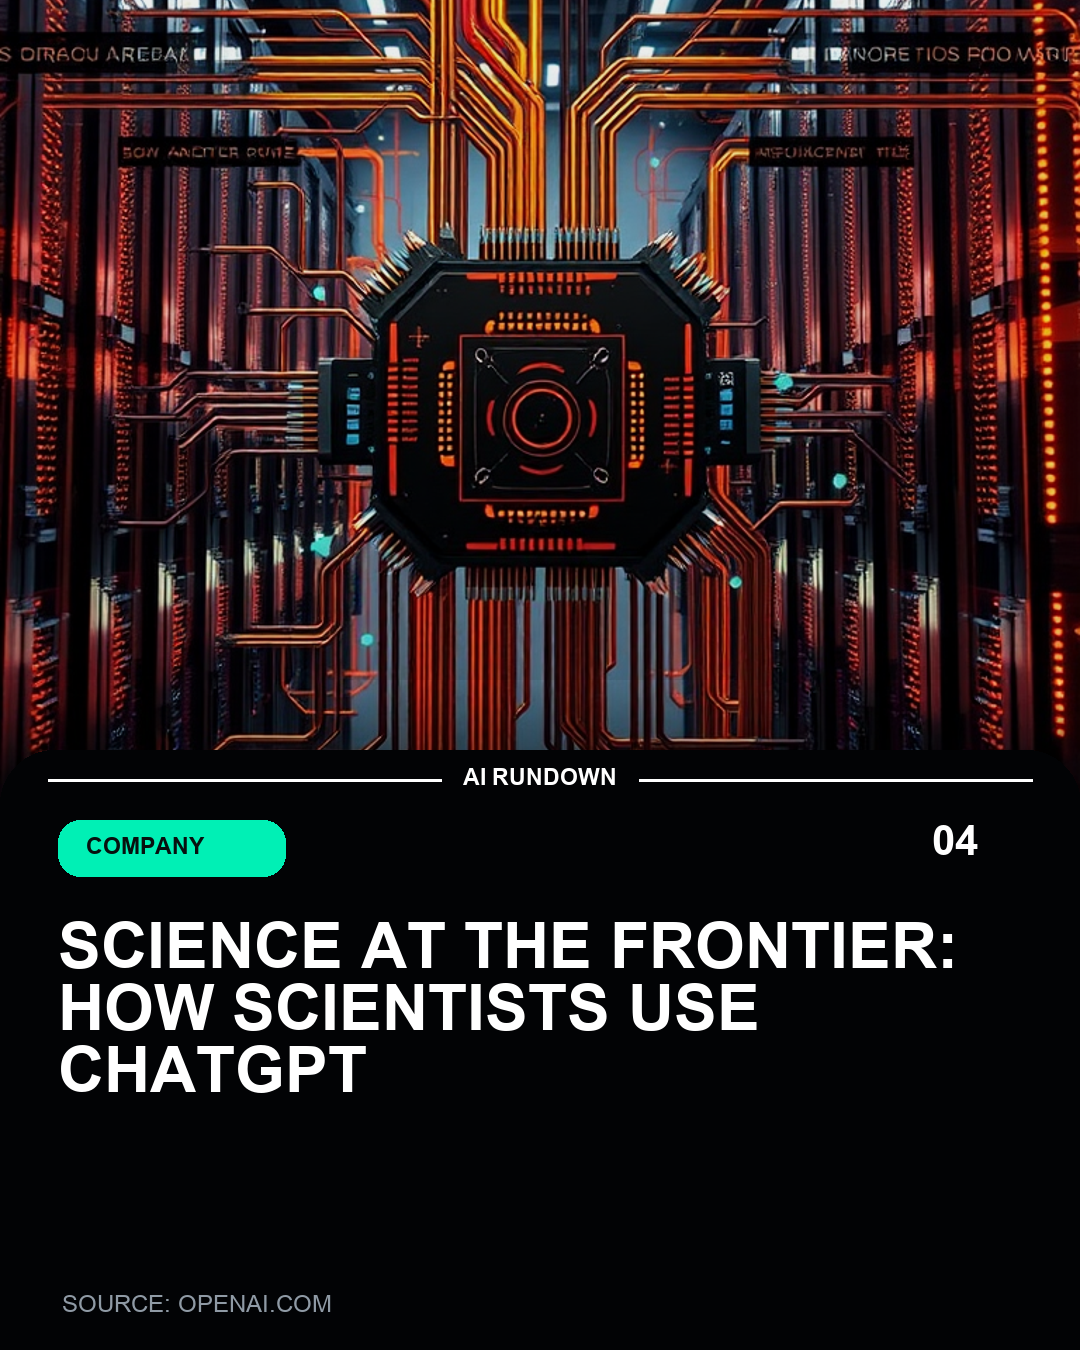 AI RUNDOWN
COMPANY
04
SCIENCE AT THE FRONTIER:
HOW SCIENTISTS USE
CHATGPT
SOURCE: OPENAI.COM